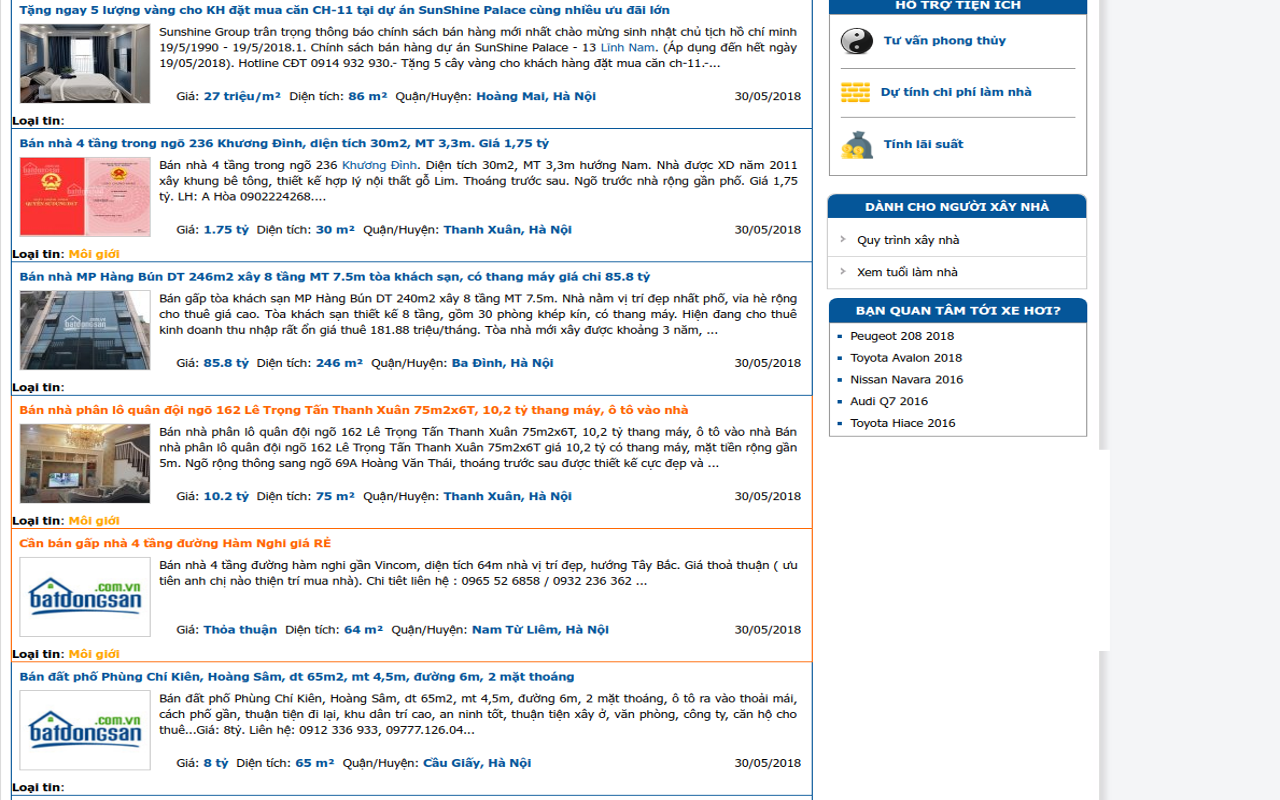 Tặng ngay 5 lượng vàng cho KH đặt mua căn CH-11 tại dự án SunShine Palace cùng nhiều ưu đãi lớn
Sunshine Group trân trọng thông báo chính sách bán hàng mới nhất chào mừng sinh nhật chủ tịch hồ chí minh
19/5/1990 - 19/5/2018.1. Chính sách bán hàng dự án SunShine Palace - 13 Lĩnh Nam. (Áp dụng đến hết ngày
19/05/2018). Hotline CĐT 0914 932 930.- Tặng 5 cây vàng cho khách hàng đặt mua căn ch-11.-...
Giá: 27 triệu/m² Diện tích: 86 m² Quận/Huyện: Hoàng Mai, Hà Nội 30/05/2018
Loại tin:
Bán nhà 4 tầng trong ngõ 236 Khương Đình, diện tích 30m2, MT 3,3m. Giá 1,75 tỷ
Bán nhà 4 tầng trong ngõ 236 Khương Đình. Diện tích 30m2, MT 3,3m hướng Nam. Nhà được XD năm 2011
xây khung bê tông, thiết kế hợp lý nội thất gỗ Lim. Thoáng trước sau. Ngõ trước nhà rộng gần phố. Giá 1,75
tỷ. LH: A Hòa 0902224268....
Giá: 1.75 tỷ Diện tích: 30 m² Quận/Huyện: Thanh Xuân, Hà Nội 30/05/2018
Loại tin: Môi giới
Bán nhà MP Hàng Bún DT 246m2 xây 8 tầng MT 7.5m tòa khách sạn, có thang máy giá chỉ 85.8 tỷ
Bán gấp tòa khách sạn MP Hàng Bún DT 240m2 xây 8 tầng MT 7.5m. Nhà nằm vị trí đẹp nhất phố, vỉa hè rộng
cho thuê giá cao. Tòa khách sạn thiết kế 8 tầng, gồm 30 phòng khép kín, có thang máy. Hiện đang cho thuê
kinh doanh thu nhập rất ổn giá thuê 181.88 triệu/tháng. Tòa nhà mới xây được khoảng 3 năm, ...
Giá: 85.8 tỷ Diện tích: 246 m² Quận/Huyện: Ba Đình, Hà Nội 30/05/2018
Loại tin:
Bán nhà phân lô quân đội ngõ 162 Lê Trọng Tấn Thanh Xuân 75m2x6T, 10,2 tỷ thang máy, ô tô vào nhà
Bán nhà phân lô quân đội ngõ 162 Lê Trọng Tấn Thanh Xuân 75m2x6T, 10,2 tỷ thang máy, ô tô vào nhà Bán
nhà phân lô quân đội ngõ 162 Lê Trọng Tấn Thanh Xuân 75m2x6T giá 10,2 tỷ có thang máy, mặt tiền rộng gần
5m. Ngõ rộng thông sang ngõ 69A Hoàng Văn Thái, thoáng trước sau được thiết kế cực đẹp và ...
Giá: 10.2 tỷ Diện tích: 75 m² Quận/Huyện: Thanh Xuân, Hà Nội 30/05/2018
Loại tin: Môi giới
Cần bán gấp nhà 4 tầng đường Hàm Nghi giá RẺ
Bán nhà 4 tầng đường hàm nghi gần Vincom, diện tích 64m nhà vị trí đẹp, hướng Tây Bắc. Giá thoả thuận ( ưu
tiên anh chị nào thiện trí mua nhà). Chi tiêt liên hệ : 0965 52 6858 / 0932 236 362 ...
.com.vn
batdongsan
Giá: Thỏa thuận Diện tích: 64 m² Quận/Huyện: Nam Từ Liêm, Hà Nội 30/05/2018
Loại tin: Môi giới
Bán đất phố Phùng Chí Kiên, Hoàng Sâm, dt 65m2, mt 4,5m, đường 6m, 2 mặt thoáng
Bán đất phố Phùng Chí Kiên, Hoàng Sâm, dt 65m2, mt 4,5m, đường 6m, 2 mặt thoáng, ô tô ra vào thoải mái,
cách phố gần, thuận tiện đi lại, khu dân trí cao, an ninh tốt, thuận tiện xây ở, văn phòng, công ty, căn hộ cho
thuê...Giá: 8tỷ. Liên hệ: 0912 336 933, 09777.126.04...
.com.vn
batdongsan
Giá: 8 tỷ Diện tích: 65 m² Quận/Huyện: Cầu Giấy, Hà Nội 30/05/2018
Loại tin:
HỖ TRỢ TIỆN ÍCH
Tư vấn phong thủy
Dự tính chi phí làm nhà
Tính lãi suất
DÀNH CHO NGƯỜI XÂY NHÀ
Quy trình xây nhà
Xem tuổi làm nhà
BẠN QUAN TÂM TỚI XE HƠI?
Peugeot 208 2018
Toyota Avalon 2018
Nissan Navara 2016
Audi Q7 2016
Toyota Hiace 2016